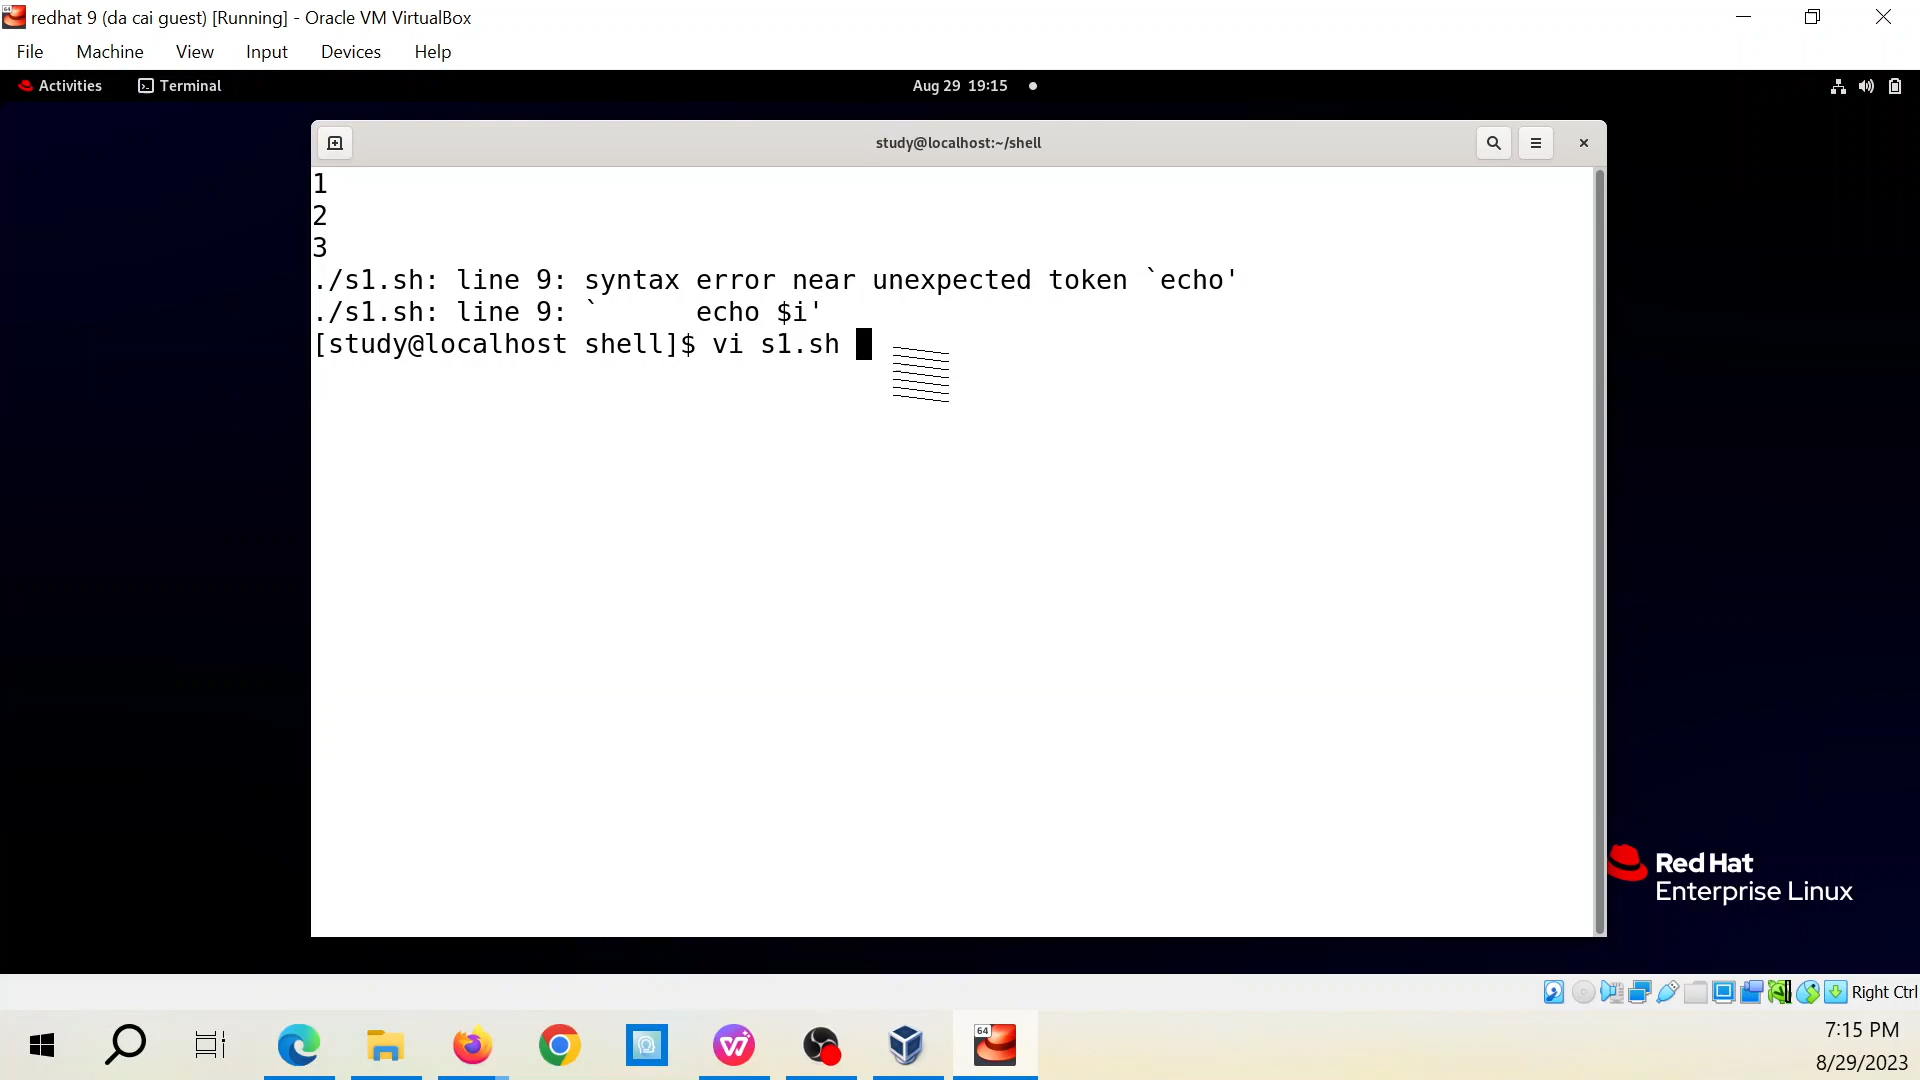 redhat 9 (da cai guest) [Running] - Oracle VM VirtualBox
File Machine View Input Devices Help
Activities Terminal Aug 29 19:15
study@localhost:~/shell
1
2
3
./s1.sh: line 9: syntax error near unexpected token `echo'
./s1.sh: line 9: `      echo $i'
[study@localhost shell]$ vi s1.sh
Red Hat
Enterprise Linux
Right Ctrl
64
7:15 PM
8/29/2023